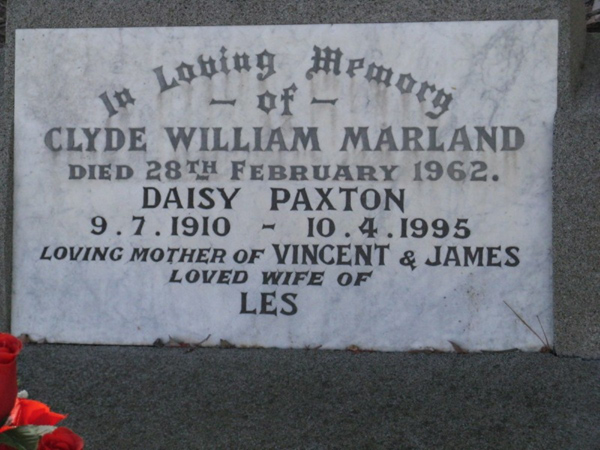 In Loving Memory
- of -
CLYDE WILLIAM MARLAND
DIED 28TH FEBRUARY 1962.
DAISY PAXTON
9.7.1910 - 10.4.1995
LOVING MOTHER OF VINCENT & JAMES
LOVED WIFE OF
LES